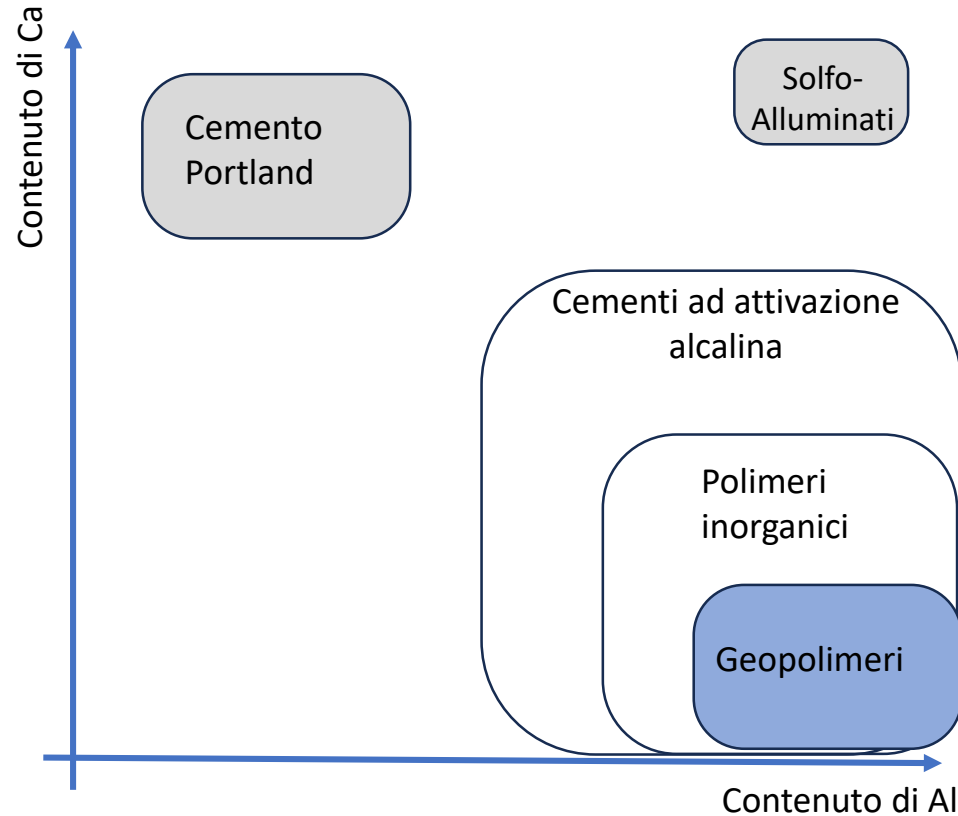 Contenuto di Ca
Solfo-
Alluminati
Cemento
Portland
Cementi ad attivazione
alcalina
Polimeri
inorganici
Geopolimeri
Contenuto di Al